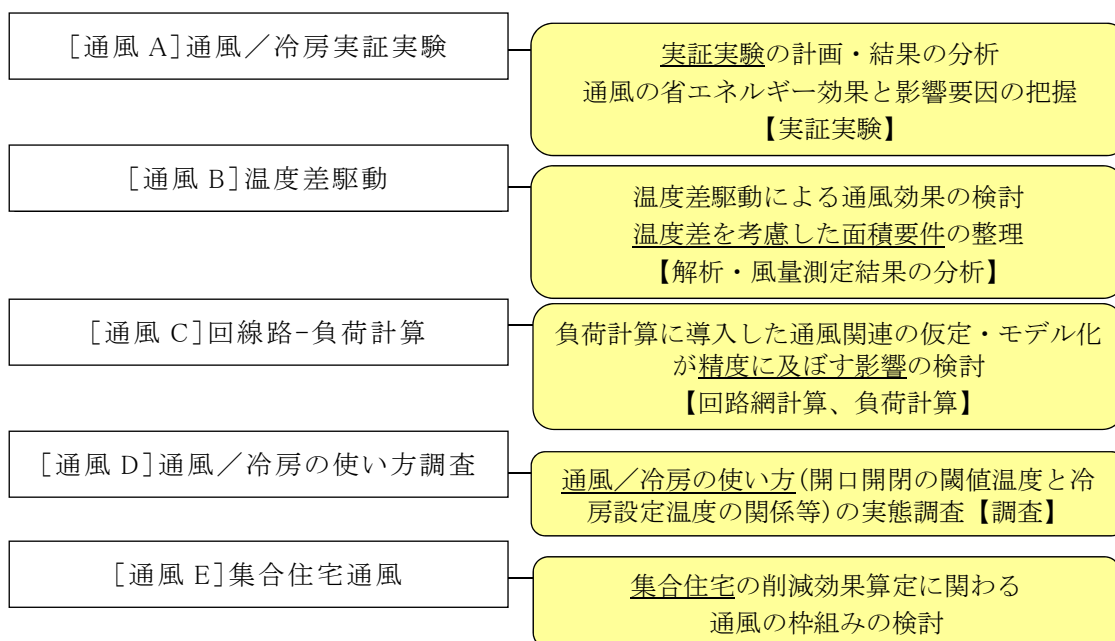 [通風 A]通風／冷房実証実験
実証実験の計画・結果の分析
通風の省エネルギー効果と影響要因の把握
【実証実験】
[通風 B]温度差駆動
温度差駆動による通風効果の検討
温度差を考慮した面積要件の整理
【解析・風量測定結果の分析】
[通風 C]回線路-負荷計算
負荷計算に導入した通風関連の仮定・モデル化
が精度に及ぼす影響の検討
【回路網計算、負荷計算】
[通風 D]通風／冷房の使い方調査
通風／冷房の使い方(開口開閉の閾値温度と冷
房設定温度の関係等)の実態調査【調査】
[通風 E]集合住宅通風
集合住宅の削減効果算定に関わる
通風の枠組みの検討